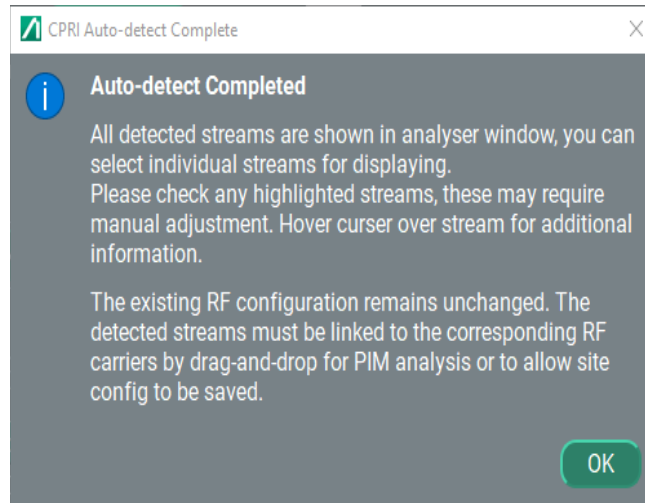 CPRI Auto-detect Complete
Auto-detect Completed
All detected streams are shown in analyser window, you can
select individual streams for displaying.
Please check any highlighted streams, these may require
manual adjustment. Hover curser over stream for additional
information.
The existing RF configuration remains unchanged. The
detected streams must be linked to the corresponding RF
carriers by drag-and-drop for PIM analysis or to allow site
config to be saved.
OK